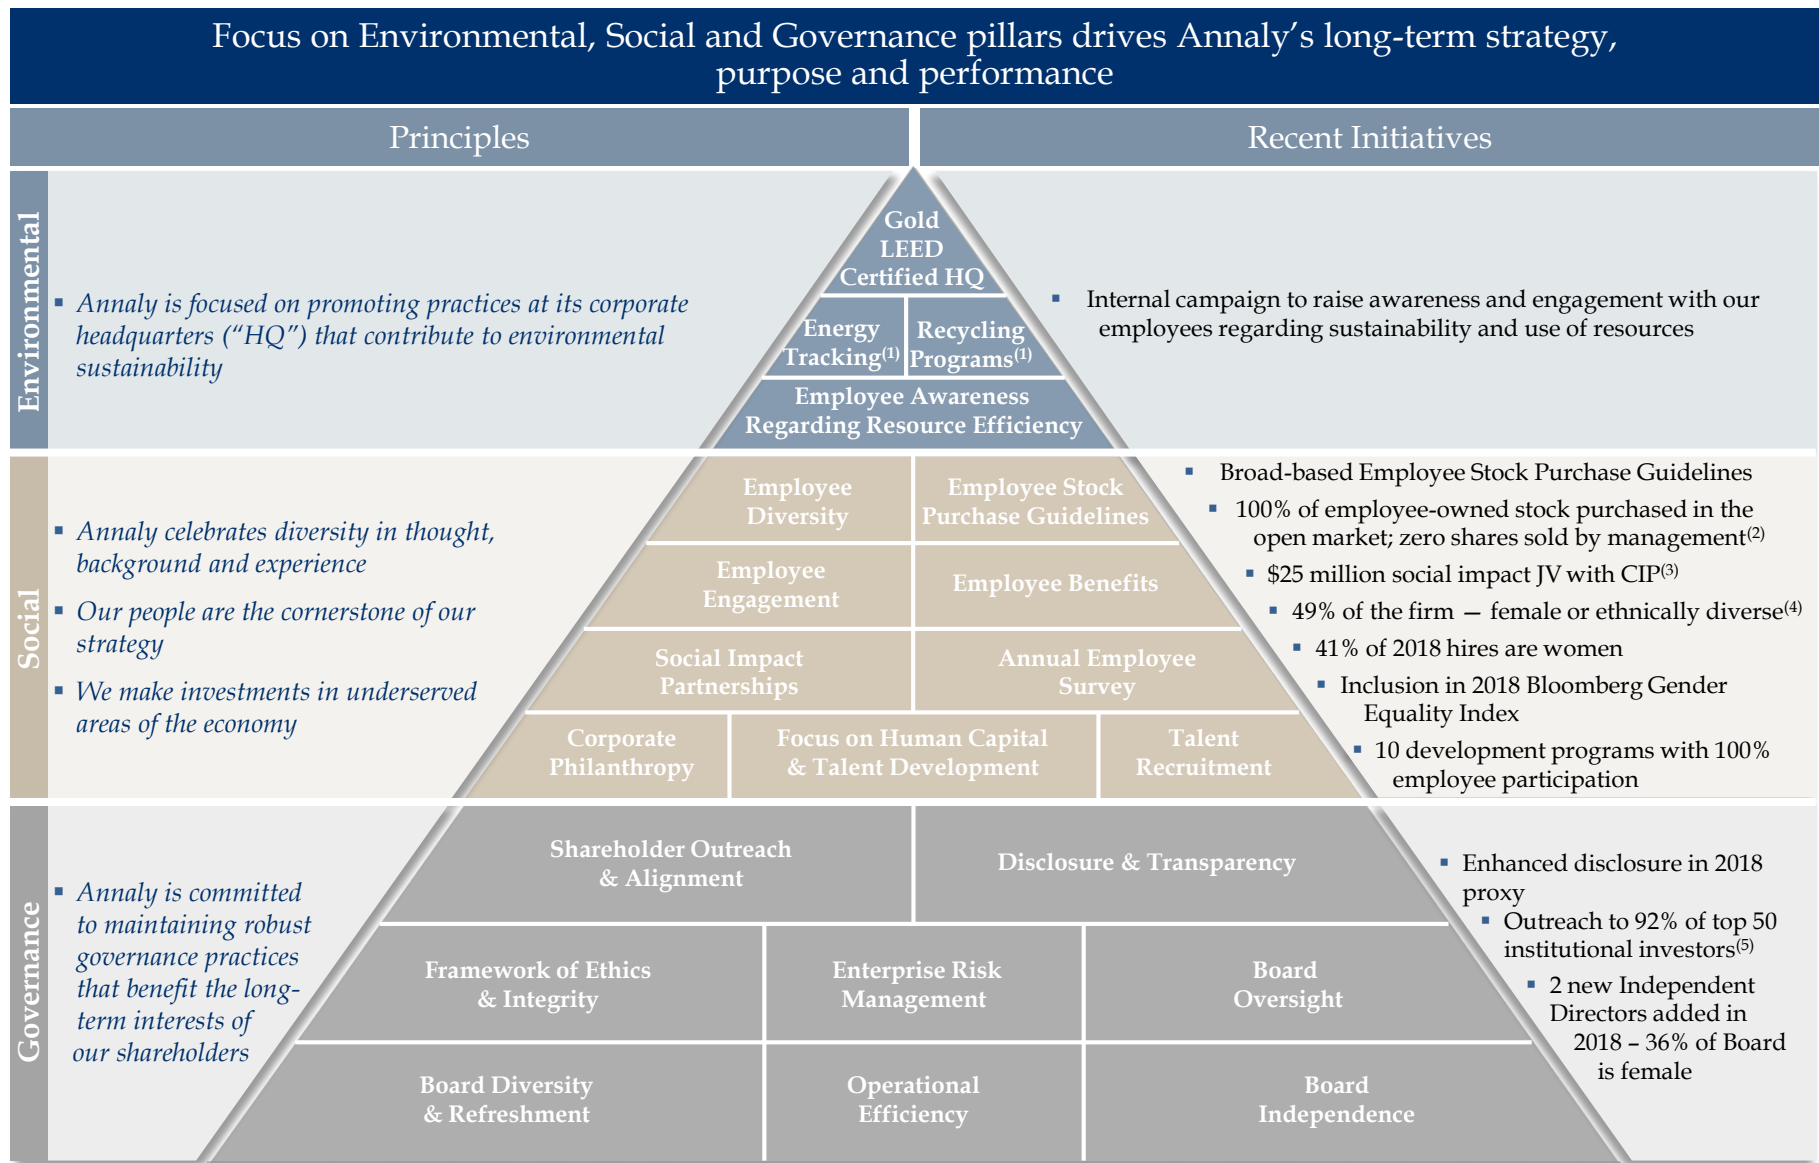 Focus on Environmental, Social and Governance pillars drives Annaly’s long-term strategy,
purpose and performance
Principles
Recent Initiatives
Environmental
▪ Annaly is focused on promoting practices at its corporate
headquarters (“HQ”) that contribute to environmental
sustainability
Gold
LEED
Certified HQ
Energy
Tracking(1)
Recycling
Programs(1)
Employee Awareness
Regarding Resource Efficiency
▪ Internal campaign to raise awareness and engagement with our
employees regarding sustainability and use of resources
Social
▪ Annaly celebrates diversity in thought,
background and experience
▪ Our people are the cornerstone of our
strategy
▪ We make investments in underserved
areas of the economy
Employee
Diversity
Employee Stock
Purchase Guidelines
Employee
Engagement
Employee Benefits
Social Impact
Partnerships
Annual Employee
Survey
Corporate
Philanthropy
Focus on Human Capital
& Talent Development
Talent
Recruitment
▪ Broad-based Employee Stock Purchase Guidelines
▪ 100% of employee-owned stock purchased in the
open market; zero shares sold by management(2)
▪ $25 million social impact JV with CIP(3)
▪ 49% of the firm — female or ethnically diverse(4)
▪ 41% of 2018 hires are women
▪ Inclusion in 2018 Bloomberg Gender
Equality Index
▪ 10 development programs with 100%
employee participation
Governance
▪ Annaly is committed
to maintaining robust
governance practices
that benefit the long-
term interests of
our shareholders
Shareholder Outreach
& Alignment
Disclosure & Transparency
Framework of Ethics
& Integrity
Enterprise Risk
Management
Board
Oversight
Board Diversity
& Refreshment
Operational
Efficiency
Board
Independence
▪ Enhanced disclosure in 2018
proxy
▪ Outreach to 92% of top 50
institutional investors(5)
▪ 2 new Independent
Directors added in
2018 – 36% of Board
is female